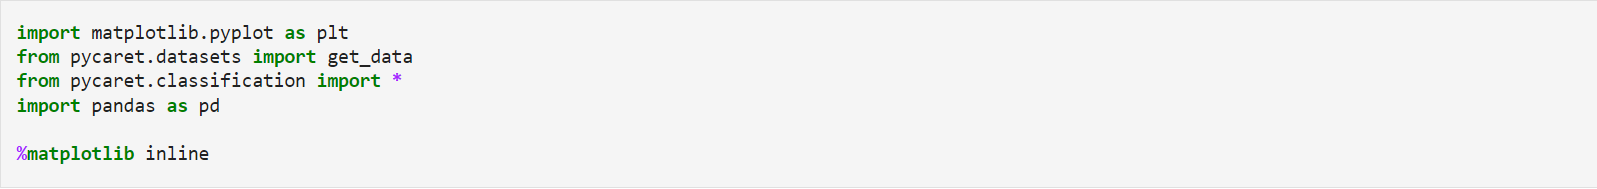 import matplotlib.pyplot as plt
from pycaret.datasets import get_data
from pycaret.classification import *
import pandas as pd
%matplotlib inline